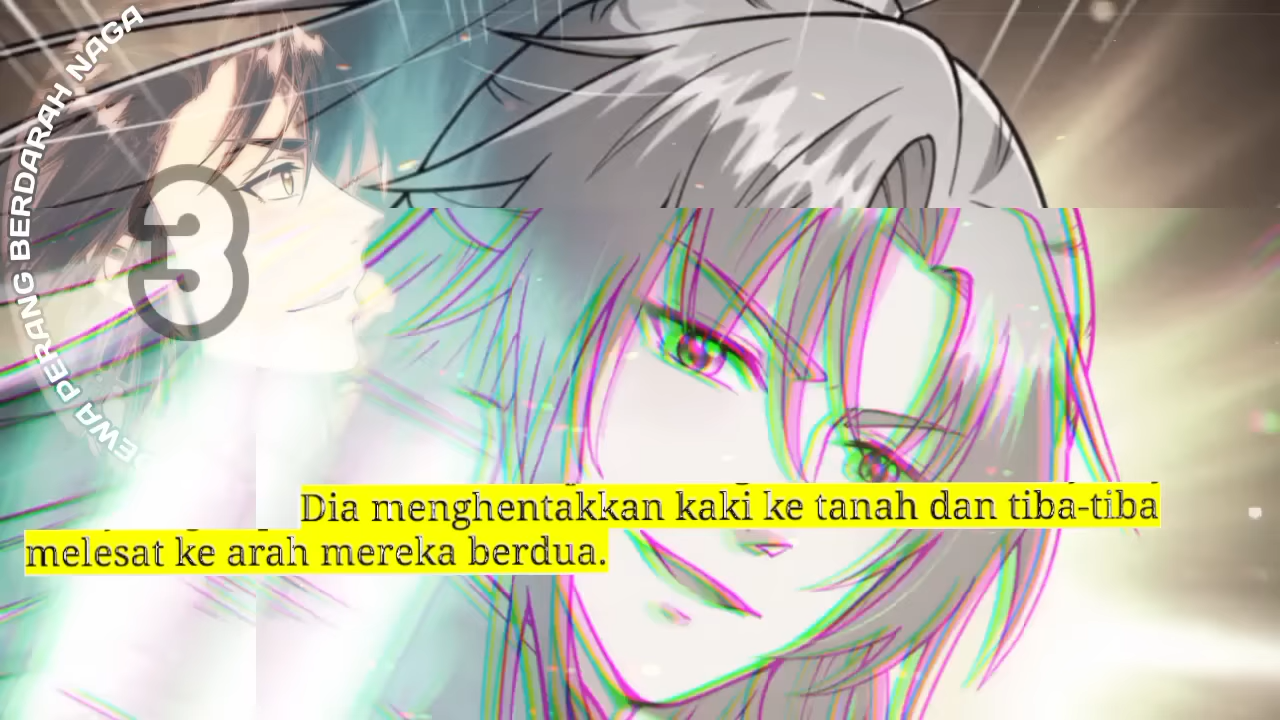 DEWA PERANG BERDARAH NAGA
3
Dia menghentakkan kaki ke tanah dan tiba-tiba
melesat ke arah mereka berdua.